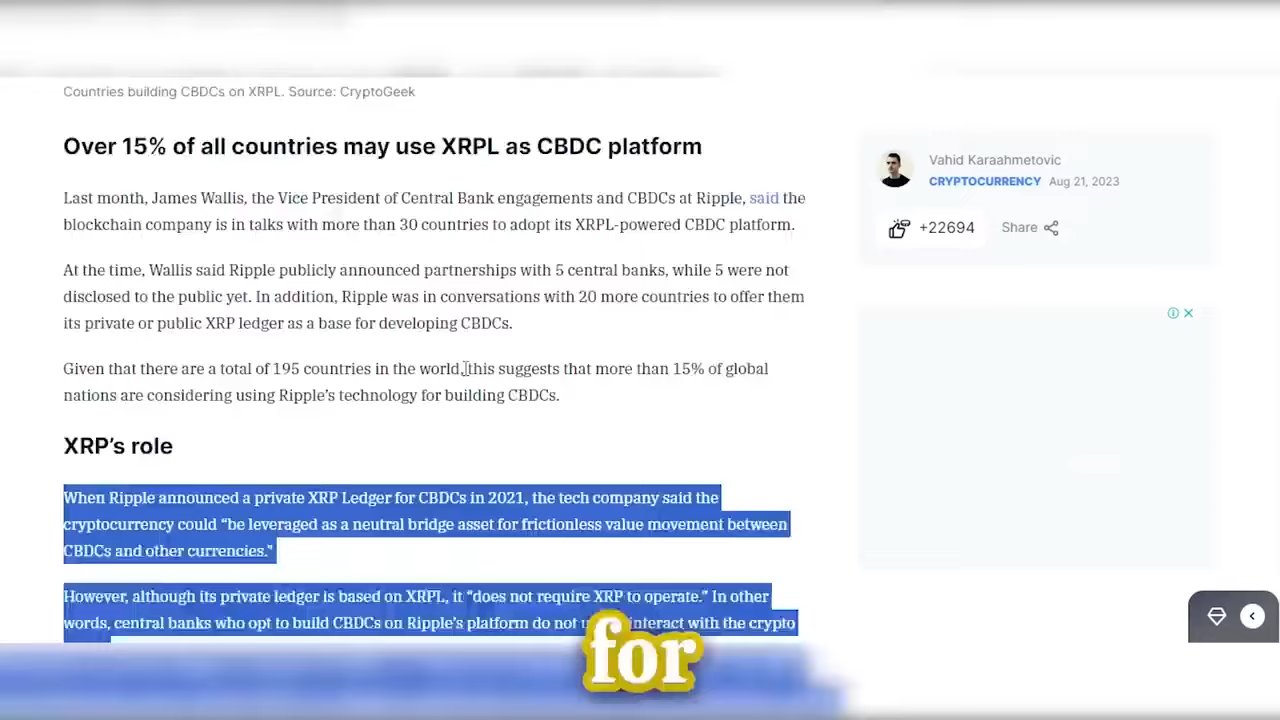 Countries building CBDCs on XRPL. Source: CryptoGeek
Over 15% of all countries may use XRPL as CBDC platform
Last month, James Wallis, the Vice President of Central Bank engagements and CBDCs at Ripple, said the
blockchain company is in talks with more than 30 countries to adopt its XRPL-powered CBDC platform.
At the time, Wallis said Ripple publicly announced partnerships with 5 central banks, while 5 were not
disclosed to the public yet. In addition, Ripple was in conversations with 20 more countries to offer them
its private or public XRP ledger as a base for developing CBDCs.
Given that there are a total of 195 countries in the world, this suggests that more than 15% of global
nations are considering using Ripple's technology for building CBDCs.
XRP's role
When Ripple announced a private XRP Ledger for CBDCs in 2021, the tech company said the
cryptocurrency could “be leveraged as a neutral bridge asset for frictionless value movement between
CBDCs and other currencies.”
However, although its private ledger is based on XRPL, it “does not require XRP to operate.” In other
words, central banks who opt to build CBDCs on Ripple's platform do not interact with the crypto
for
Vahid Karaahmetovic
CRYPTOCURRENCY Aug 21, 2023
+22694 Share